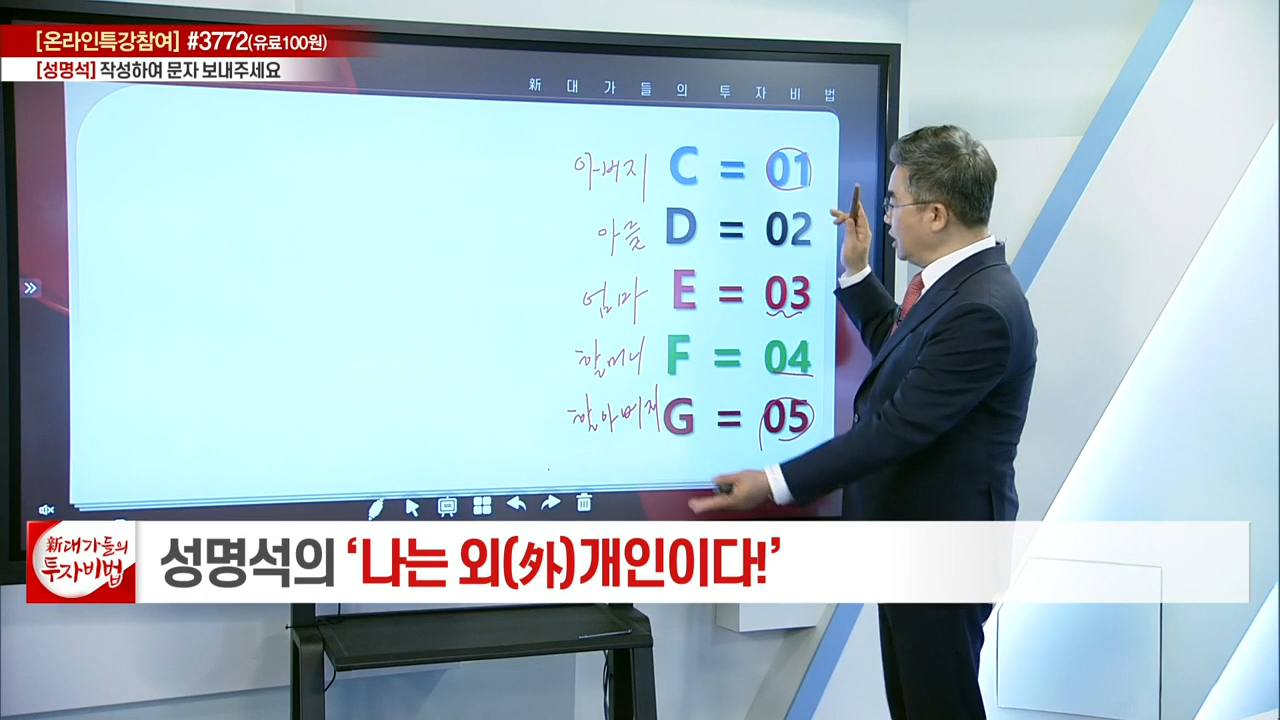 [온라인특강참여] #3772(유료100원)
[성명석] 작성하여 문자 보내주세요
新 대 가 들 의 투 자 비 법
아버지 C = 01
아들 D = 02
엄마 E = 03
할머니 F = 04
할아버지 G = 05
新대가들의
투자비법
성명석의 ‘나는 외(外)개인이다!’